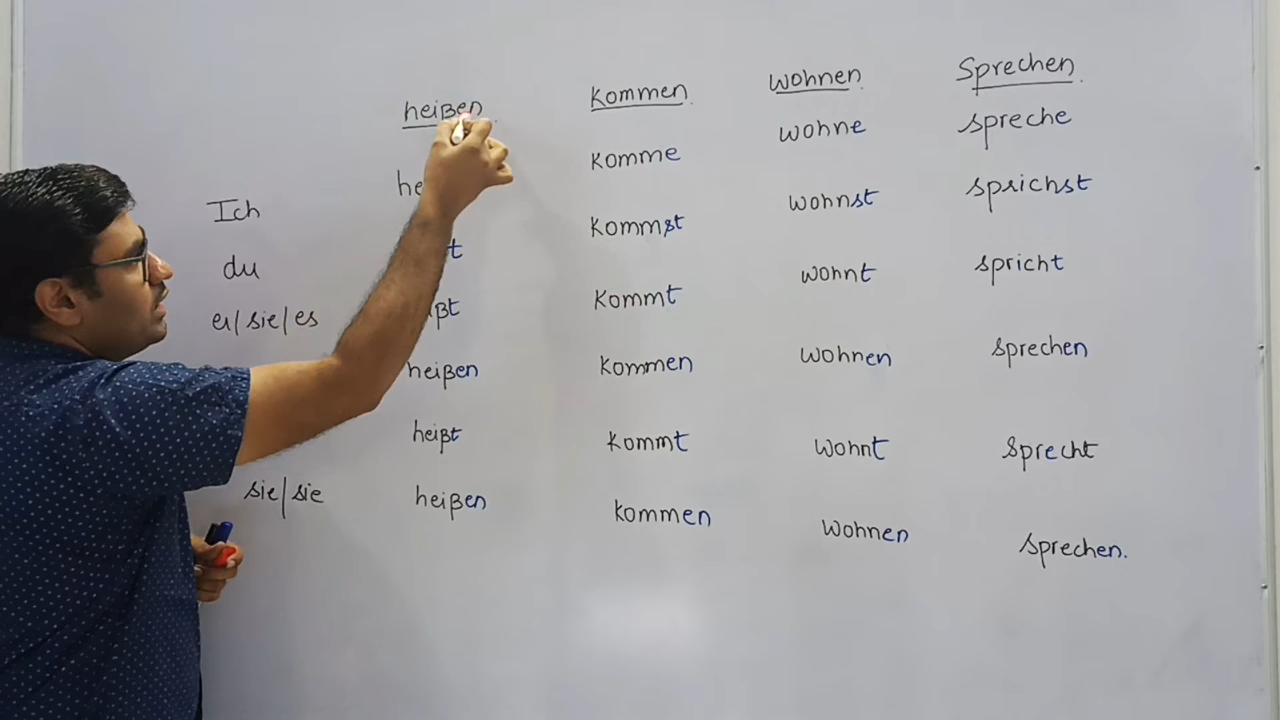 heißen kommen wohnen Sprechen
komme wohne spreche
Ich
kommst wohnst sprichst
du
er/sie/es kommt wohnt spricht
heißen kommen wohnen sprechen
heißt kommt wohnt sprecht
sie/sie heißen kommen wohnen sprechen.